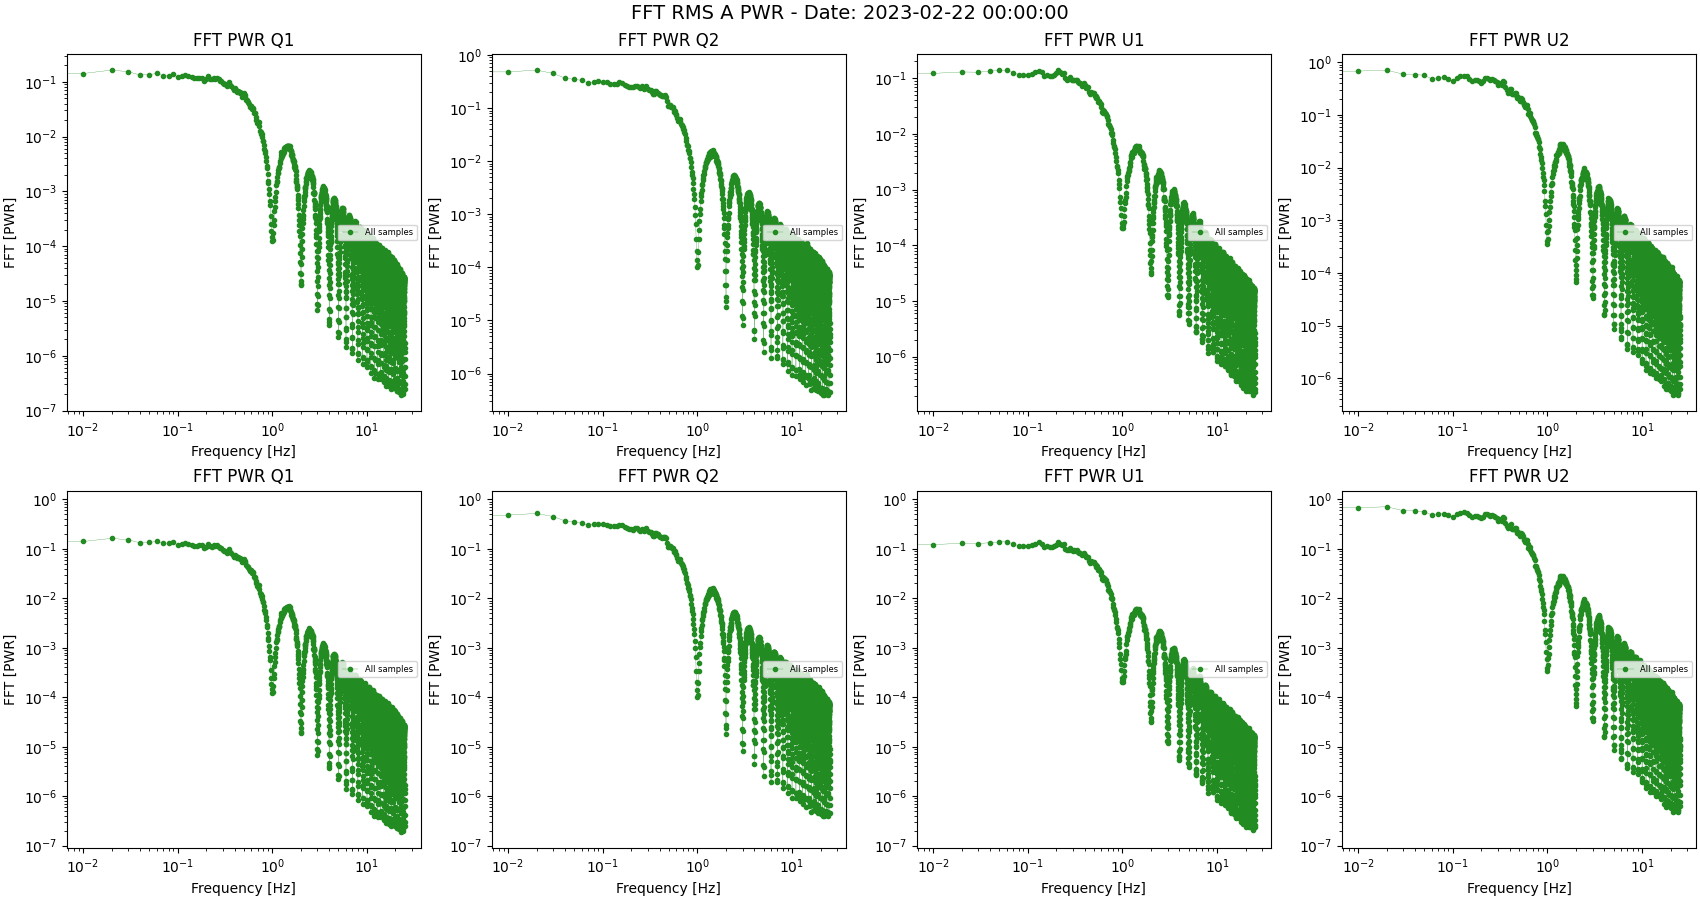 FFT RMS A PWR - Date: 2023-02-22 00:00:00
FFT PWR Q1
FFT [PWR]
10⁻¹
10⁻²
10⁻³
10⁻⁴
10⁻⁵
10⁻⁶
10⁻⁷
All samples
10⁻² 10⁻¹ 10⁰ 10¹
Frequency [Hz]
FFT PWR Q2
FFT [PWR]
10⁰
10⁻¹
10⁻²
10⁻³
10⁻⁴
10⁻⁵
10⁻⁶
All samples
10⁻² 10⁻¹ 10⁰ 10¹
Frequency [Hz]
FFT PWR U1
FFT [PWR]
10⁻¹
10⁻²
10⁻³
10⁻⁴
10⁻⁵
10⁻⁶
All samples
10⁻² 10⁻¹ 10⁰ 10¹
Frequency [Hz]
FFT PWR U2
FFT [PWR]
10⁰
10⁻¹
10⁻²
10⁻³
10⁻⁴
10⁻⁵
10⁻⁶
All samples
10⁻² 10⁻¹ 10⁰ 10¹
Frequency [Hz]
FFT PWR Q1
FFT [PWR]
10⁰
10⁻¹
10⁻²
10⁻³
10⁻⁴
10⁻⁵
10⁻⁶
10⁻⁷
All samples
10⁻² 10⁻¹ 10⁰ 10¹
Frequency [Hz]
FFT PWR Q2
FFT [PWR]
10⁰
10⁻¹
10⁻²
10⁻³
10⁻⁴
10⁻⁵
10⁻⁶
10⁻⁷
All samples
10⁻² 10⁻¹ 10⁰ 10¹
Frequency [Hz]
FFT PWR U1
FFT [PWR]
10⁰
10⁻¹
10⁻²
10⁻³
10⁻⁴
10⁻⁵
10⁻⁶
10⁻⁷
All samples
10⁻² 10⁻¹ 10⁰ 10¹
Frequency [Hz]
FFT PWR U2
FFT [PWR]
10⁰
10⁻¹
10⁻²
10⁻³
10⁻⁴
10⁻⁵
10⁻⁶
10⁻⁷
All samples
10⁻² 10⁻¹ 10⁰ 10¹
Frequency [Hz]